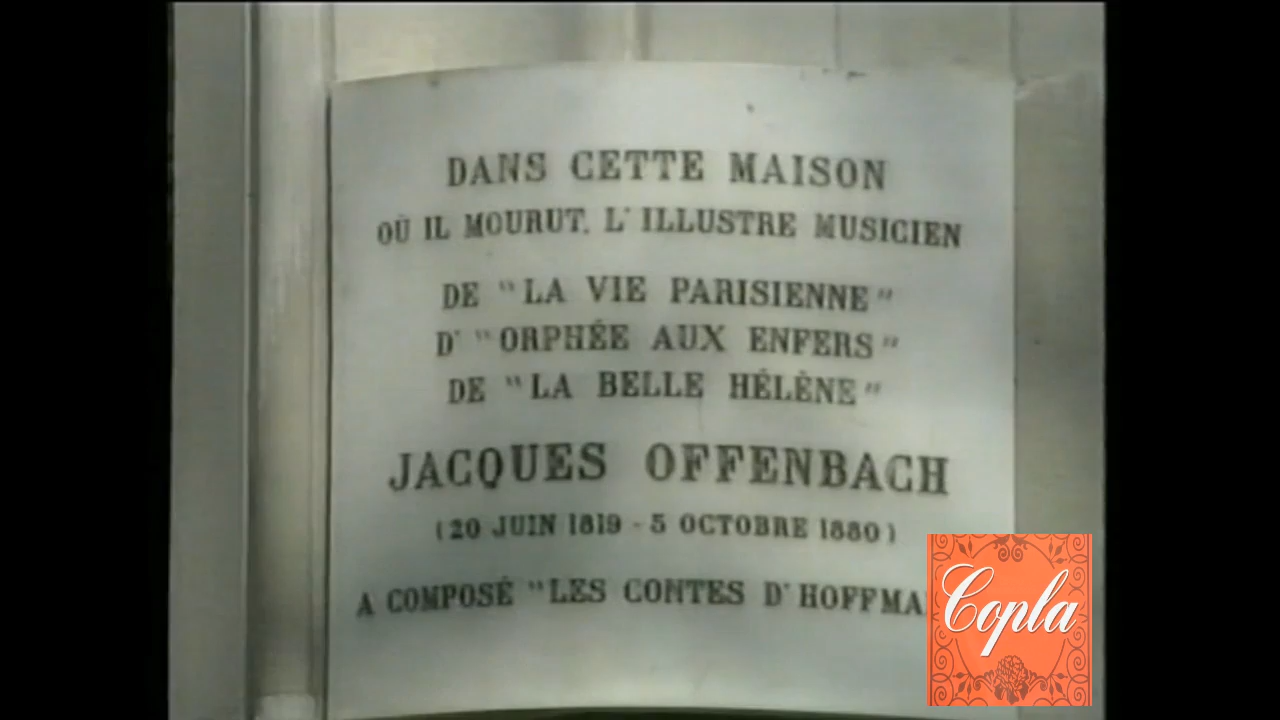 DANS CETTE MAISON
OÙ IL MOURUT, L'ILLUSTRE MUSICIEN
DE "LA VIE PARISIENNE"
D' "ORPHÉE AUX ENFERS"
DE "LA BELLE HÉLÈNE"
JACQUES OFFENBACH
(20 JUIN 1819 - 5 OCTOBRE 1880)
A COMPOSÉ "LES CONTES D'HOFFMA
Copla